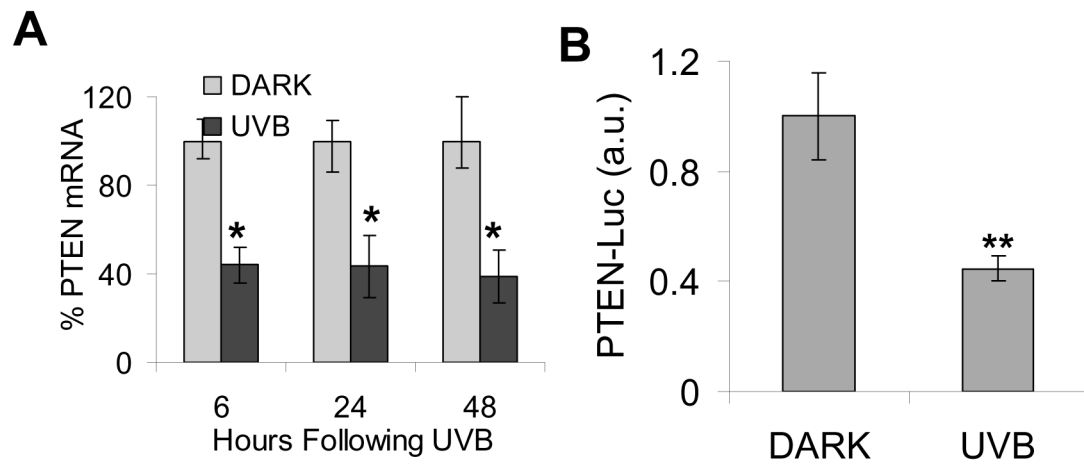 A
DARK
UVB
% PTEN mRNA
120
80
40
0
*
*
*
6 24 48
Hours Following UVB
B
PTEN-Luc (a.u.)
1.2
0.8
0.4
0
**
DARK UVB